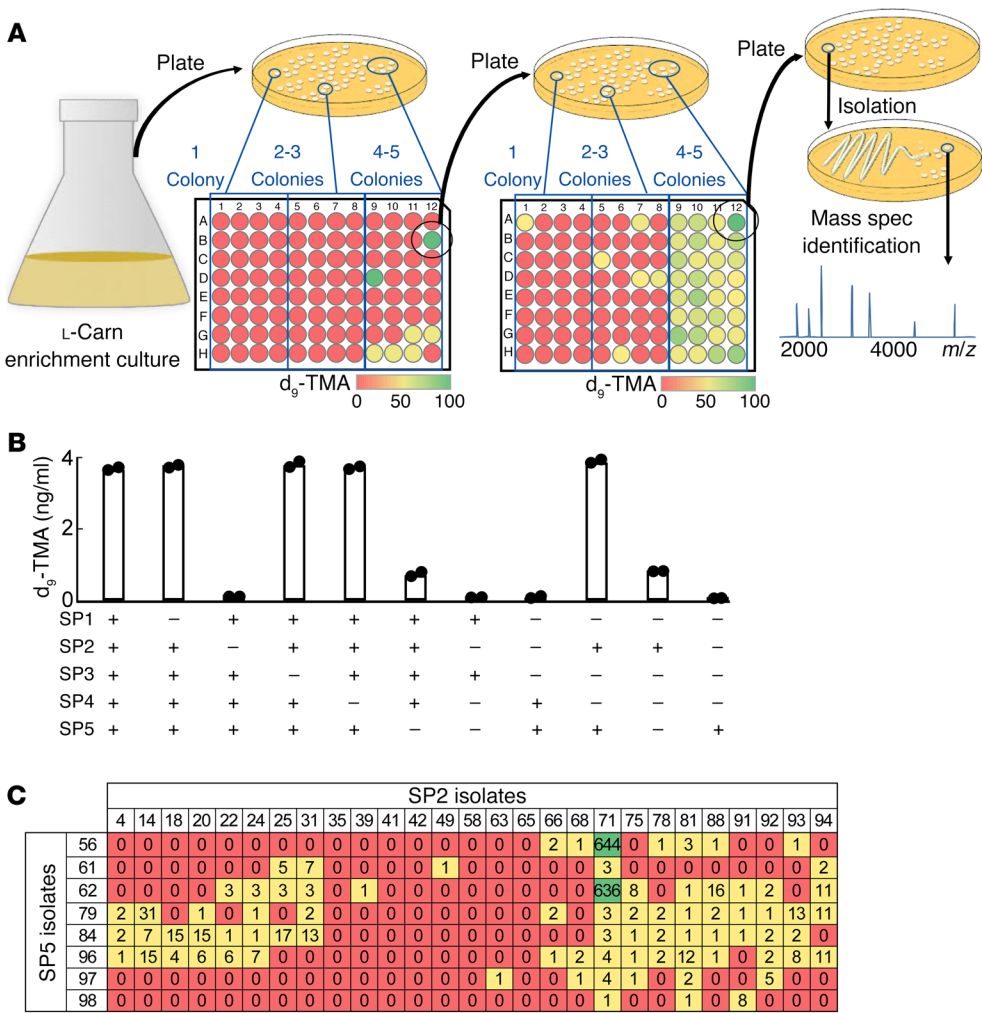 A
Plate
Plate
Plate
Isolation
1
2-3
4-5
Colony
Colonies
Colonies
1
2-3
4-5
Colony
Colonies
Colonies
1 2 3 4 5 6 7 8 9 10 11 12
A
B
C
D
E
F
G
H
1 2 3 4 5 6 7 8 9 10 11 12
A
B
C
D
E
F
G
H
Mass spec
identification
L-Carn
enrichment culture
2000 4000 m/z
d9-TMA
0 50 100
d9-TMA
0 50 100
B
d9-TMA (ng/ml)
4
2
0
SP1 + – + + + + + – – – –
SP2 + + – + + + – – + + –
SP3 + + + – + + + – – – –
SP4 + + + + – + – + – – –
SP5 + + + + + – – + + – +
C
SP2 isolates
4 14 18 20 22 24 25 31 35 39 41 42 49 58 63 65 66 68 71 75 78 81 88 91 92 93 94
SP5 isolates
56 0 0 0 0 0 0 0 0 0 0 0 0 0 0 0 0 2 1 644 0 1 3 1 0 0 1 0
61 0 0 0 0 0 0 5 7 0 0 0 0 1 0 0 0 0 0 3 0 0 0 0 0 0 0 2
62 0 0 0 0 3 3 3 3 0 1 0 0 0 0 0 0 0 0 636 8 0 1 16 1 2 0 11
79 2 31 0 1 0 1 0 2 0 0 0 0 0 0 0 0 2 0 3 2 2 1 2 1 1 13 11
84 2 7 15 15 1 1 17 13 0 0 0 0 0 0 0 0 0 0 3 1 2 1 1 1 2 2 0
96 1 15 4 6 6 7 0 0 0 0 0 0 0 0 0 0 1 2 4 1 2 12 1 0 2 8 11
97 0 0 0 0 0 0 0 0 0 0 0 0 0 0 1 0 0 1 4 1 0 2 0 0 5 0 0
98 0 0 0 0 0 0 0 0 0 0 0 0 0 0 0 0 0 0 1 0 0 1 0 8 0 0 0